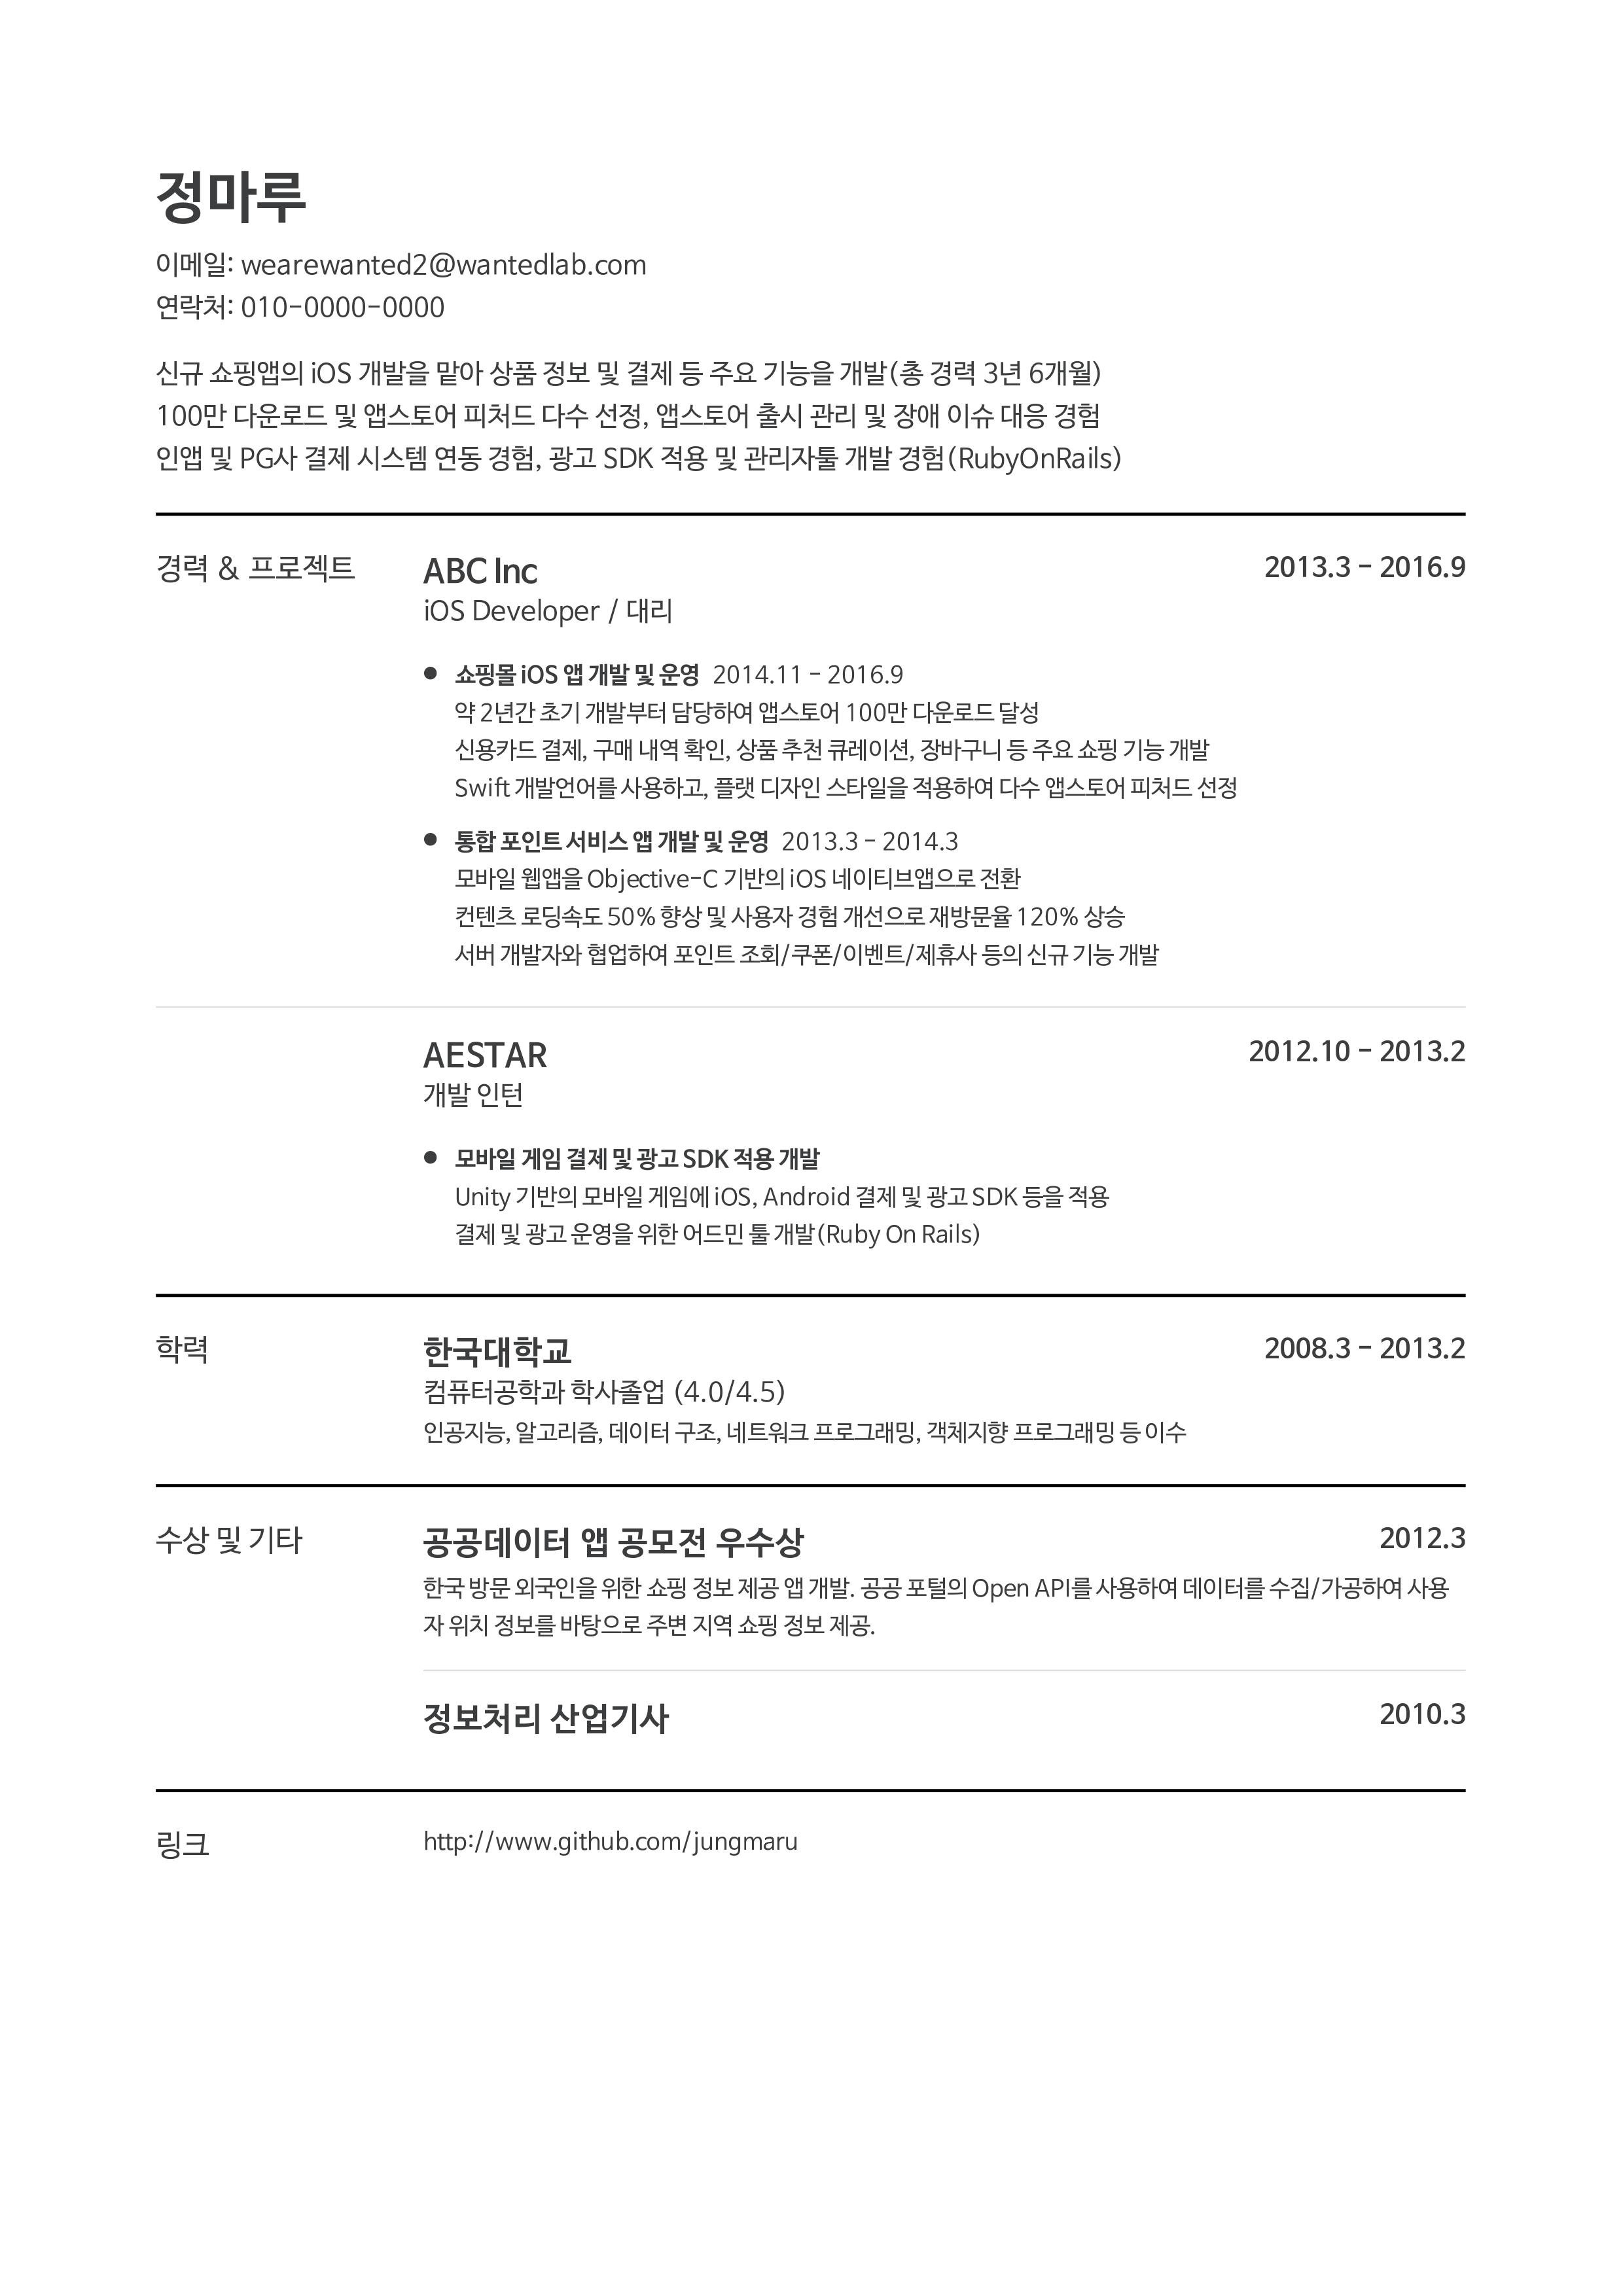 정마루
이메일: wearewanted2@wantedlab.com
연락처: 010-0000-0000
신규 쇼핑앱의 iOS 개발을 맡아 상품 정보 및 결제 등 주요 기능을 개발(총 경력 3년 6개월)
100만 다운로드 및 앱스토어 피처드 다수 선정, 앱스토어 출시 관리 및 장애 이슈 대응 경험
인앱 및 PG사 결제 시스템 연동 경험, 광고 SDK 적용 및 관리자툴 개발 경험(RubyOnRails)
경력 & 프로젝트
ABC Inc 2013.3 - 2016.9
iOS Developer / 대리
● 쇼핑몰 iOS 앱 개발 및 운영 2014.11 - 2016.9
약 2년간 초기 개발부터 담당하여 앱스토어 100만 다운로드 달성
신용카드 결제, 구매 내역 확인, 상품 추천 큐레이션, 장바구니 등 주요 쇼핑 기능 개발
Swift 개발언어를 사용하고, 플랫 디자인 스타일을 적용하여 다수 앱스토어 피처드 선정
● 통합 포인트 서비스 앱 개발 및 운영 2013.3 - 2014.3
모바일 웹앱을 Objective-C 기반의 iOS 네이티브앱으로 전환
컨텐츠 로딩속도 50% 향상 및 사용자 경험 개선으로 재방문율 120% 상승
서버 개발자와 협업하여 포인트 조회/쿠폰/이벤트/제휴사 등의 신규 기능 개발
AESTAR 2012.10 - 2013.2
개발 인턴
● 모바일 게임 결제 및 광고 SDK 적용 개발
Unity 기반의 모바일 게임에 iOS, Android 결제 및 광고 SDK 등을 적용
결제 및 광고 운영을 위한 어드민 툴 개발(Ruby On Rails)
학력
한국대학교 2008.3 - 2013.2
컴퓨터공학과 학사졸업 (4.0/4.5)
인공지능, 알고리즘, 데이터 구조, 네트워크 프로그래밍, 객체지향 프로그래밍 등 이수
수상 및 기타
공공데이터 앱 공모전 우수상 2012.3
한국 방문 외국인을 위한 쇼핑 정보 제공 앱 개발. 공공 포털의 Open API를 사용하여 데이터를 수집/가공하여 사용
자 위치 정보를 바탕으로 주변 지역 쇼핑 정보 제공.
정보처리 산업기사 2010.3
링크
http://www.github.com/jungmaru